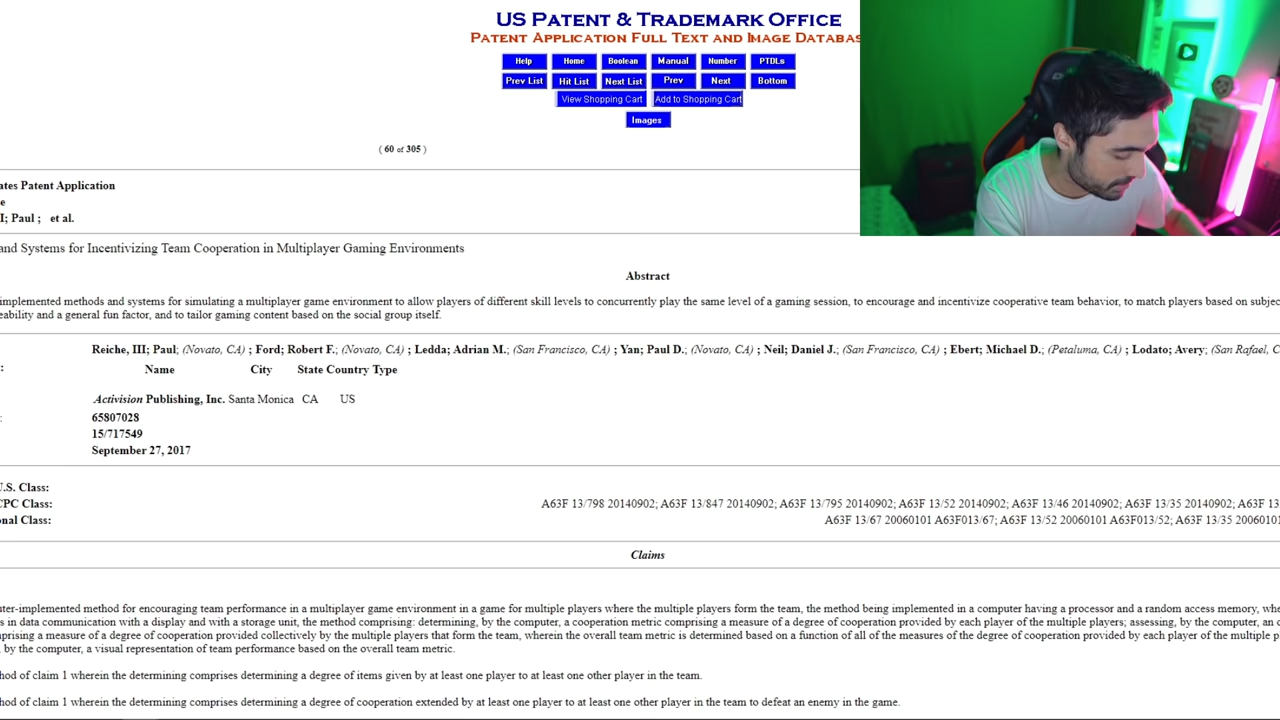 US Patent & Trademark Office
Patent Application Full Text and Image Databas
Help Home Boolean Manual Number PTDLs
Prev List Hit List Next List Prev Next Bottom
View Shopping Cart Add to Shopping Cart
Images
( 60 of 305 )
ates Patent Application
e
I; Paul ; et al.
and Systems for Incentivizing Team Cooperation in Multiplayer Gaming Environments
Abstract
implemented methods and systems for simulating a multiplayer game environment to allow players of different skill levels to concurrently play the same level of a gaming session, to encourage and incentivize cooperative team behavior, to match players based on subjec
eability and a general fun factor, and to tailor gaming content based on the social group itself.
Reiche, III; Paul; (Novato, CA) ; Ford; Robert F.; (Novato, CA) ; Ledda; Adrian M.; (San Francisco, CA) ; Yan; Paul D.; (Novato, CA) ; Neil; Daniel J.; (San Francisco, CA) ; Ebert; Michael D.; (Petaluma, CA) ; Lodato; Avery; (San Rafael, C
: Name City State Country Type
Activision Publishing, Inc. Santa Monica CA US
: 65807028
15/717549
September 27, 2017
U.S. Class:
CPC Class: A63F 13/798 20140902; A63F 13/847 20140902; A63F 13/795 20140902; A63F 13/52 20140902; A63F 13/46 20140902; A63F 13/35 20140902; A63F 13
onal Class: A63F 13/67 20060101 A63F013/67; A63F 13/52 20060101 A63F013/52; A63F 13/35 20060101
Claims
uter-implemented method for encouraging team performance in a multiplayer game environment in a game for multiple players where the multiple players form the team, the method being implemented in a computer having a processor and a random access memory, whe
s in data communication with a display and with a storage unit, the method comprising: determining, by the computer, a cooperation metric comprising a measure of a degree of cooperation provided by each player of the multiple players; assessing, by the computer, an o
mprising a measure of a degree of cooperation provided collectively by the multiple players that form the team, wherein the overall team metric is determined based on a function of all of the measures of the degree of cooperation provided by each player of the multiple p
, by the computer, a visual representation of team performance based on the overall team metric.
hod of claim 1 wherein the determining comprises determining a degree of items given by at least one player to at least one other player in the team.
hod of claim 1 wherein the determining comprises determining a degree of cooperation extended by at least one player to at least one other player in the team to defeat an enemy in the game.